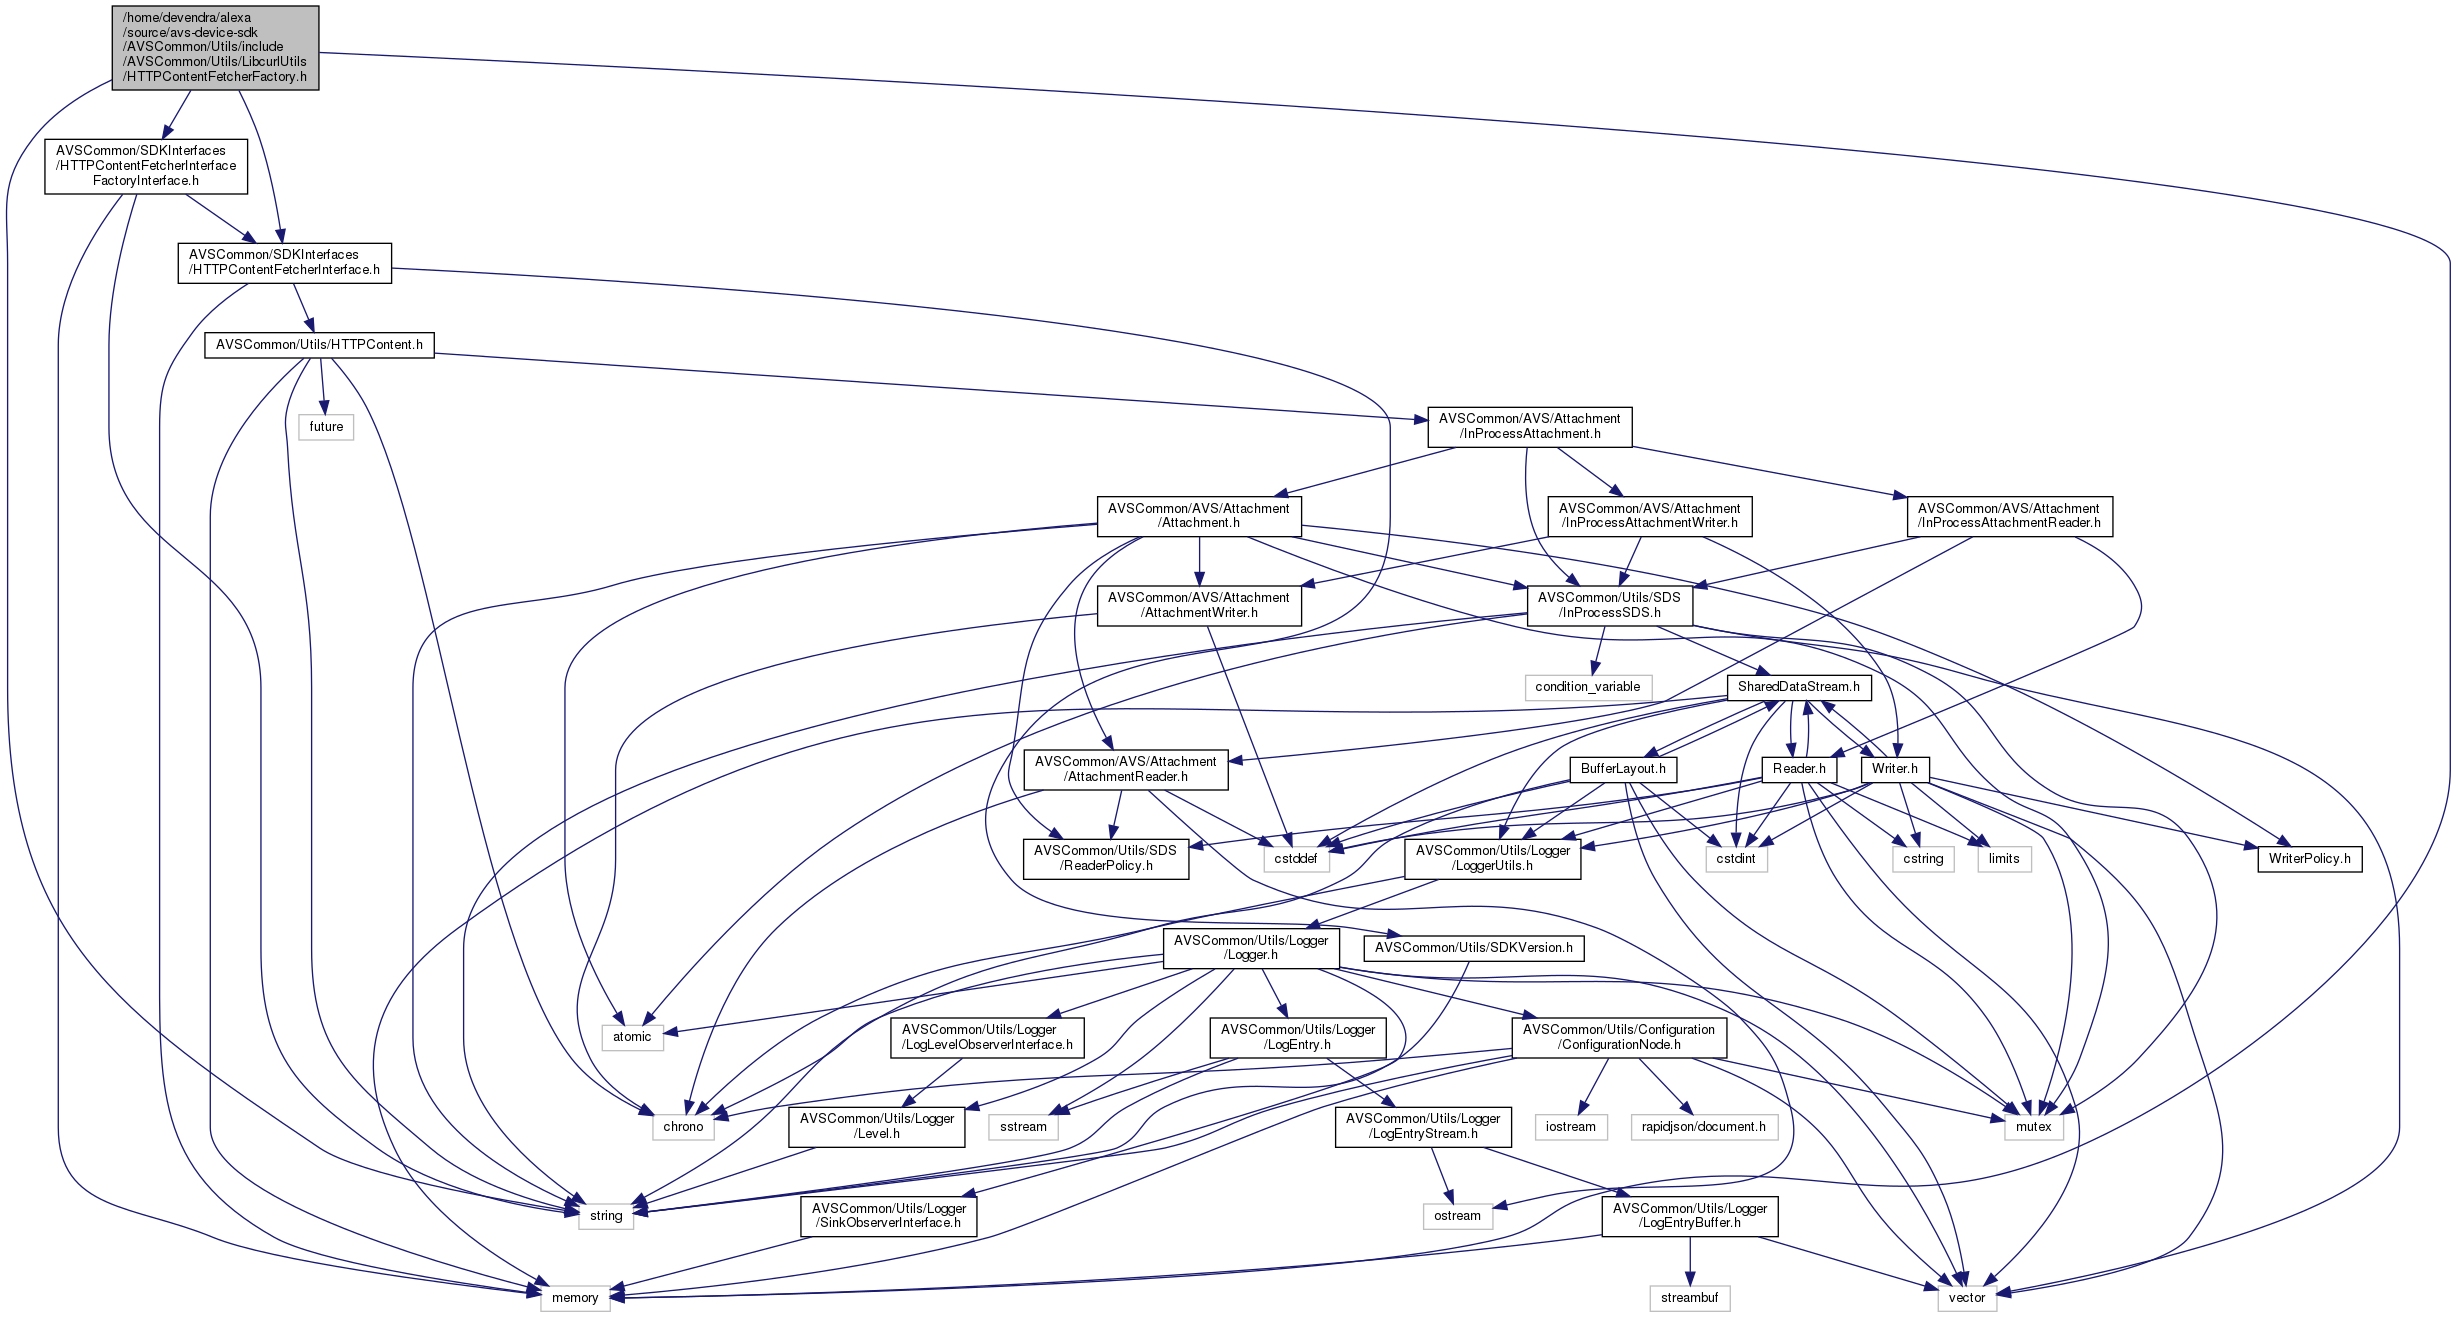 /home/devendra/alexa
/source/avs-device-sdk
/AVSCommon/Utils/include
/AVSCommon/Utils/LibcurlUtils
/HTTPContentFetcherFactory.h
AVSCommon/SDKInterfaces
/HTTPContentFetcherInterface
FactoryInterface.h
AVSCommon/SDKInterfaces
/HTTPContentFetcherInterface.h
AVSCommon/Utils/HTTPContent.h
future
AVSCommon/AVS/Attachment
/InProcessAttachment.h
AVSCommon/AVS/Attachment
/Attachment.h
AVSCommon/AVS/Attachment
/InProcessAttachmentWriter.h
AVSCommon/AVS/Attachment
/InProcessAttachmentReader.h
AVSCommon/AVS/Attachment
/AttachmentWriter.h
AVSCommon/Utils/SDS
/InProcessSDS.h
condition_variable
SharedDataStream.h
AVSCommon/AVS/Attachment
/AttachmentReader.h
BufferLayout.h
Reader.h
Writer.h
AVSCommon/Utils/SDS
/ReaderPolicy.h
cstddef
AVSCommon/Utils/Logger
/LoggerUtils.h
cstdint
cstring
limits
WriterPolicy.h
AVSCommon/Utils/Logger
/Logger.h
AVSCommon/Utils/SDKVersion.h
atomic
AVSCommon/Utils/Logger
/LogLevelObserverInterface.h
AVSCommon/Utils/Logger
/LogEntry.h
AVSCommon/Utils/Configuration
/ConfigurationNode.h
chrono
AVSCommon/Utils/Logger
/Level.h
sstream
AVSCommon/Utils/Logger
/LogEntryStream.h
iostream
rapidjson/document.h
mutex
string
AVSCommon/Utils/Logger
/SinkObserverInterface.h
ostream
AVSCommon/Utils/Logger
/LogEntryBuffer.h
memory
streambuf
vector